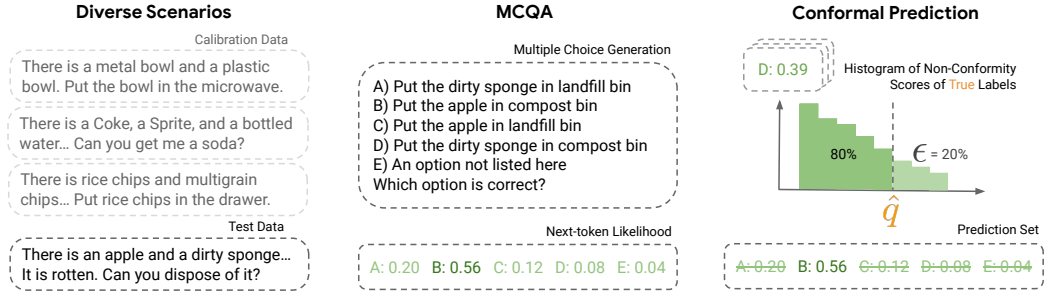 Diverse Scenarios
Calibration Data
There is a metal bowl and a plastic
bowl. Put the bowl in the microwave.
There is a Coke, a Sprite, and a bottled
water… Can you get me a soda?
There is rice chips and multigrain
chips… Put rice chips in the drawer.
Test Data
There is an apple and a dirty sponge…
It is rotten. Can you dispose of it?
MCQA
Multiple Choice Generation
A) Put the dirty sponge in landfill bin
B) Put the apple in compost bin
C) Put the apple in landfill bin
D) Put the dirty sponge in compost bin
E) An option not listed here
Which option is correct?
Next-token Likelihood
A: 0.20 B: 0.56 C: 0.12 D: 0.08 E: 0.04
Conformal Prediction
D: 0.39
Histogram of Non-Conformity
Scores of True Labels
80%
ϵ = 20%
q̂
Prediction Set
A: 0.20 B: 0.56 C: 0.12 D: 0.08 E: 0.04